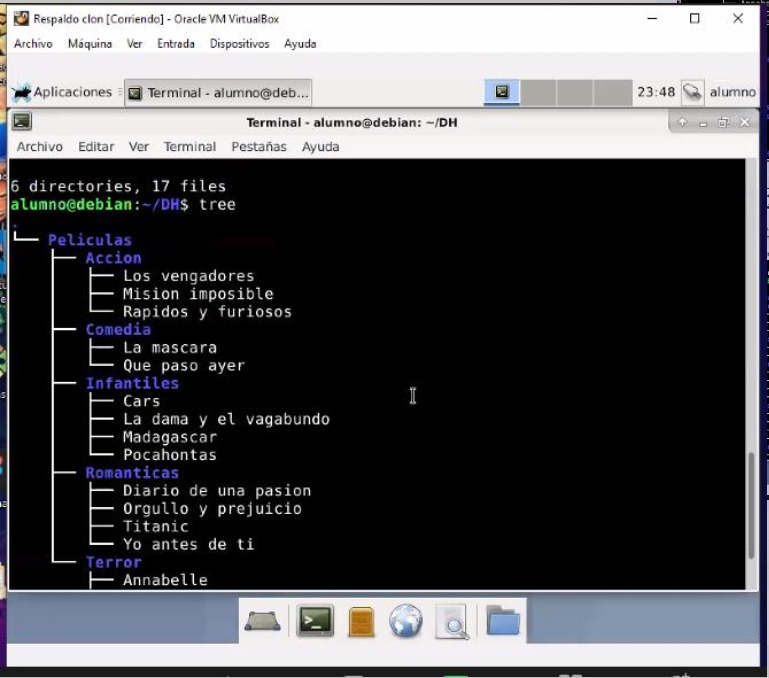 Respaldo clon [Corriendo] - Oracle VM VirtualBox
Archivo Máquina Ver Entrada Dispositivos Ayuda
Aplicaciones Terminal - alumno@deb... 23:48 alumno
Terminal - alumno@debian: ~/DH
Archivo Editar Ver Terminal Pestañas Ayuda
6 directories, 17 files
alumno@debian:~/DH$ tree
.
└── Peliculas
    ├── Accion
    │   ├── Los vengadores
    │   ├── Mision imposible
    │   └── Rapidos y furiosos
    ├── Comedia
    │   ├── La mascara
    │   └── Que paso ayer
    ├── Infantiles
    │   ├── Cars
    │   ├── La dama y el vagabundo
    │   ├── Madagascar
    │   └── Pocahontas
    ├── Romanticas
    │   ├── Diario de una pasion
    │   ├── Orgullo y prejuicio
    │   ├── Titanic
    │   └── Yo antes de ti
    └── Terror
        ├── Annabelle